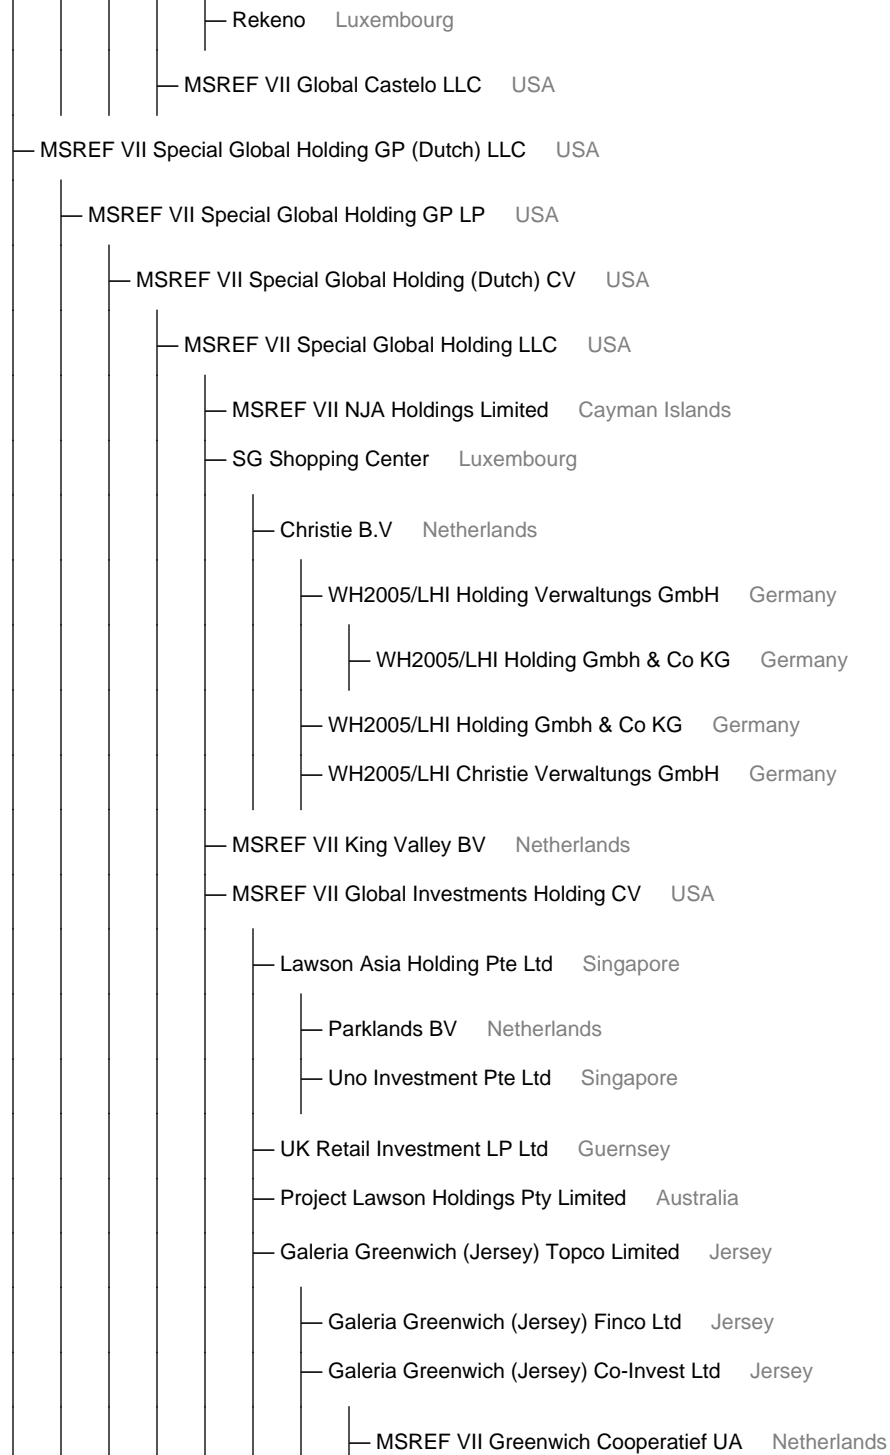 Rekeno Luxembourg
MSREF VII Global Castelo LLC USA
MSREF VII Special Global Holding GP (Dutch) LLC USA
MSREF VII Special Global Holding GP LP USA
MSREF VII Special Global Holding (Dutch) CV USA
MSREF VII Special Global Holding LLC USA
MSREF VII NJA Holdings Limited Cayman Islands
SG Shopping Center Luxembourg
Christie B.V Netherlands
WH2005/LHI Holding Verwaltungs GmbH Germany
WH2005/LHI Holding Gmbh & Co KG Germany
WH2005/LHI Holding Gmbh & Co KG Germany
WH2005/LHI Christie Verwaltungs GmbH Germany
MSREF VII King Valley BV Netherlands
MSREF VII Global Investments Holding CV USA
Lawson Asia Holding Pte Ltd Singapore
Parklands BV Netherlands
Uno Investment Pte Ltd Singapore
UK Retail Investment LP Ltd Guernsey
Project Lawson Holdings Pty Limited Australia
Galeria Greenwich (Jersey) Topco Limited Jersey
Galeria Greenwich (Jersey) Finco Ltd Jersey
Galeria Greenwich (Jersey) Co-Invest Ltd Jersey
MSREF VII Greenwich Cooperatief UA Netherlands